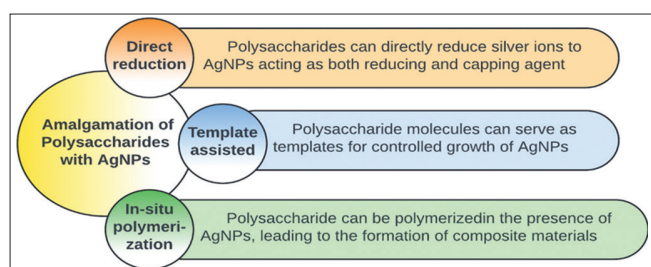 Direct
reduction
Polysaccharides can directly reduce silver ions to
AgNPs acting as both reducing and capping agent
Amalgamation of
Polysaccharides
with AgNPs
Template
assisted
Polysaccharide molecules can serve as
templates for controlled growth of AgNPs
In-situ
polymeri-
zation
Polysaccharide can be polymerizedin the presence of
AgNPs, leading to the formation of composite materials